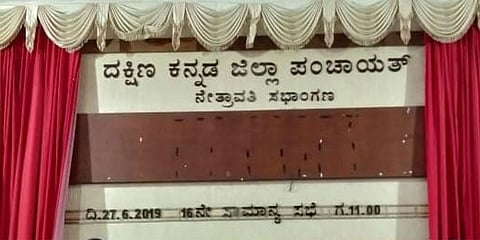 ದಕ್ಷಿಣ ಕನ್ನಡ ಜಿಲ್ಲಾ ಪಂಚಾಯತ್
ನೇತ್ರಾವತಿ ಸಭಾಂಗಣ
ದಿ.27.6.2019 16ನೇ ಸಾಮಾನ್ಯ ಸಭೆ ಗ.11.00